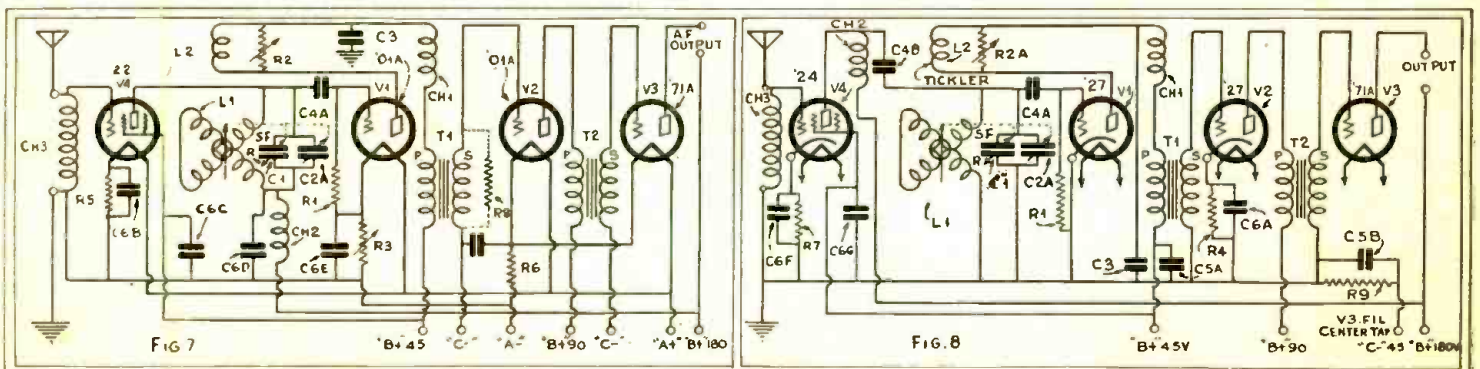 L2
R2
C3
A.F.
OUTPUT
22
V4
L1
C4A
V1
"01A
CH1
"01A
V2
V3
71A
CH3
SF
R
C1
C2A
T1
P
S
T2
P
S
R5
C6B
C6C
R1
CH2
R3
C6D
C6E
R8
R6
FIG 7
"B+45
"C-"
"A-
"B+90
"C-"
"A+"
B+180
CH2
C4B
L2
R2A
TICKLER
OUTPUT
'24
V4
CH3
C4A
27
V1
CH1
27
V2
71A
V3
SF
C2A
L1
T1
P
S
T2
P
S
R7
C6F
C6G
R1
C3
C5A
R4
C6A
C5B
R9
FIG. 8
V3.FIL
CENTER TAP
"B+45V
"B+90
"C-"45
"B+180V